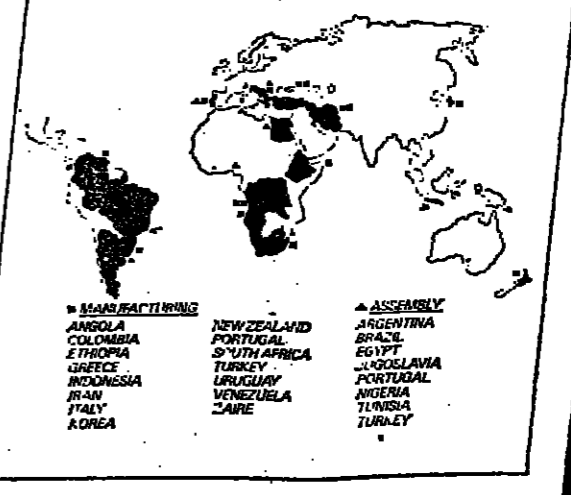 ■ MANUFACTURING
ANGOLA
COLOMBIA
ETHIOPIA
GREECE
INDONESIA
IRAN
ITALY
KOREA
NEW ZEALAND
PORTUGAL
SOUTH AFRICA
TURKEY
URUGUAY
VENEZUELA
ZAIRE
▲ ASSEMBLY
ARGENTINA
BRAZIL
EGYPT
JUGOSLAVIA
PORTUGAL
NIGERIA
TUNISIA
TURKEY